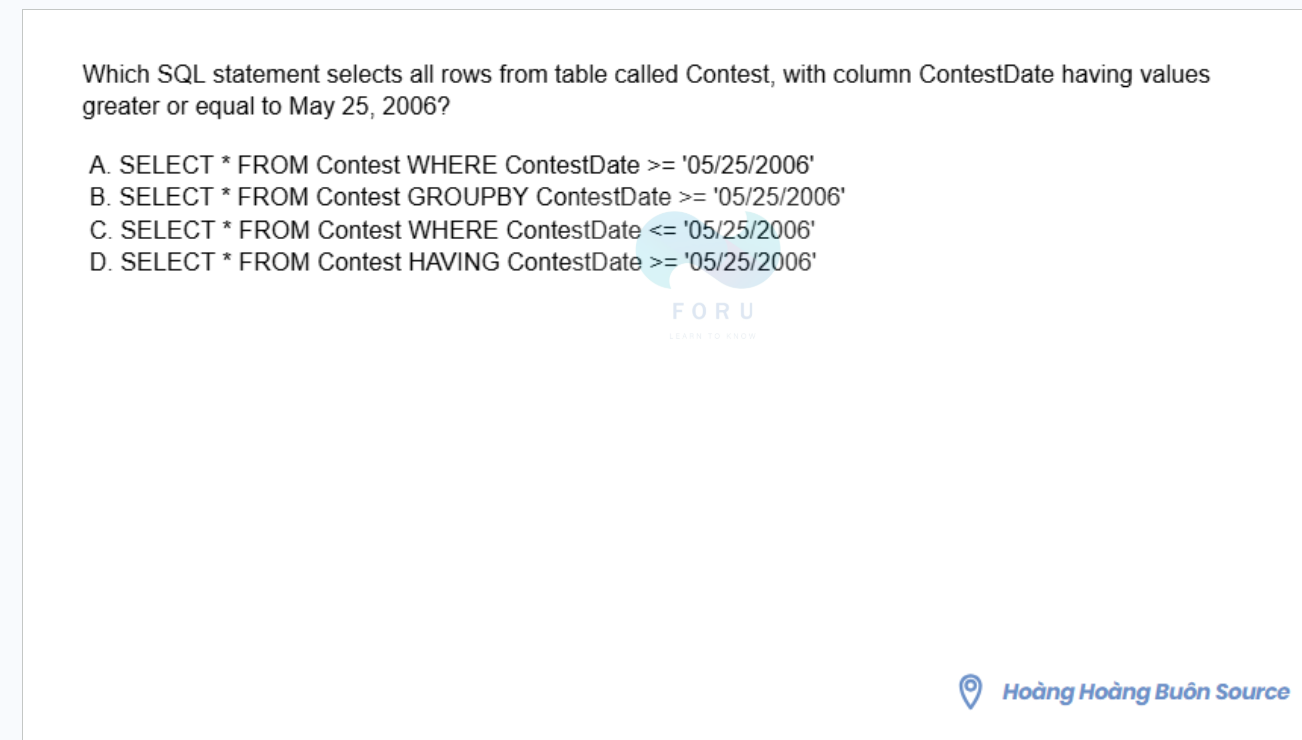 Which SQL statement selects all rows from table called Contest, with column ContestDate having values
greater or equal to May 25, 2006?
A. SELECT * FROM Contest WHERE ContestDate >= '05/25/2006'
B. SELECT * FROM Contest GROUPBY ContestDate >= '05/25/2006'
C. SELECT * FROM Contest WHERE ContestDate <= '05/25/2006'
D. SELECT * FROM Contest HAVING ContestDate >= '05/25/2006'
FORU
LEARN TO KNOW
Hoàng Hoàng Buôn Source